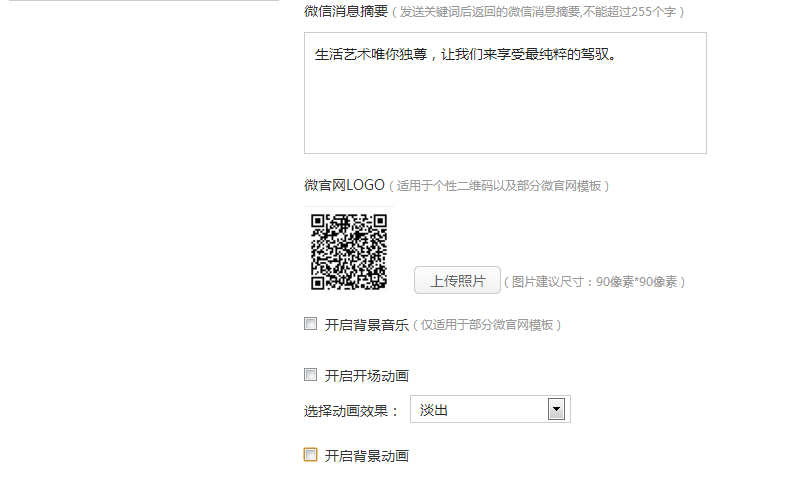 微信消息摘要（发送关键词后返回的微信消息摘要,不能超过255个字）
生活艺术唯你独尊，让我们来享受最纯粹的驾驭。
微官网LOGO（适用于个性二维码以及部分微官网模板）
上传照片（图片建议尺寸：90像素*90像素）
开启背景音乐（仅适用于部分微官网模板）
开启开场动画
选择动画效果： 淡出
开启背景动画